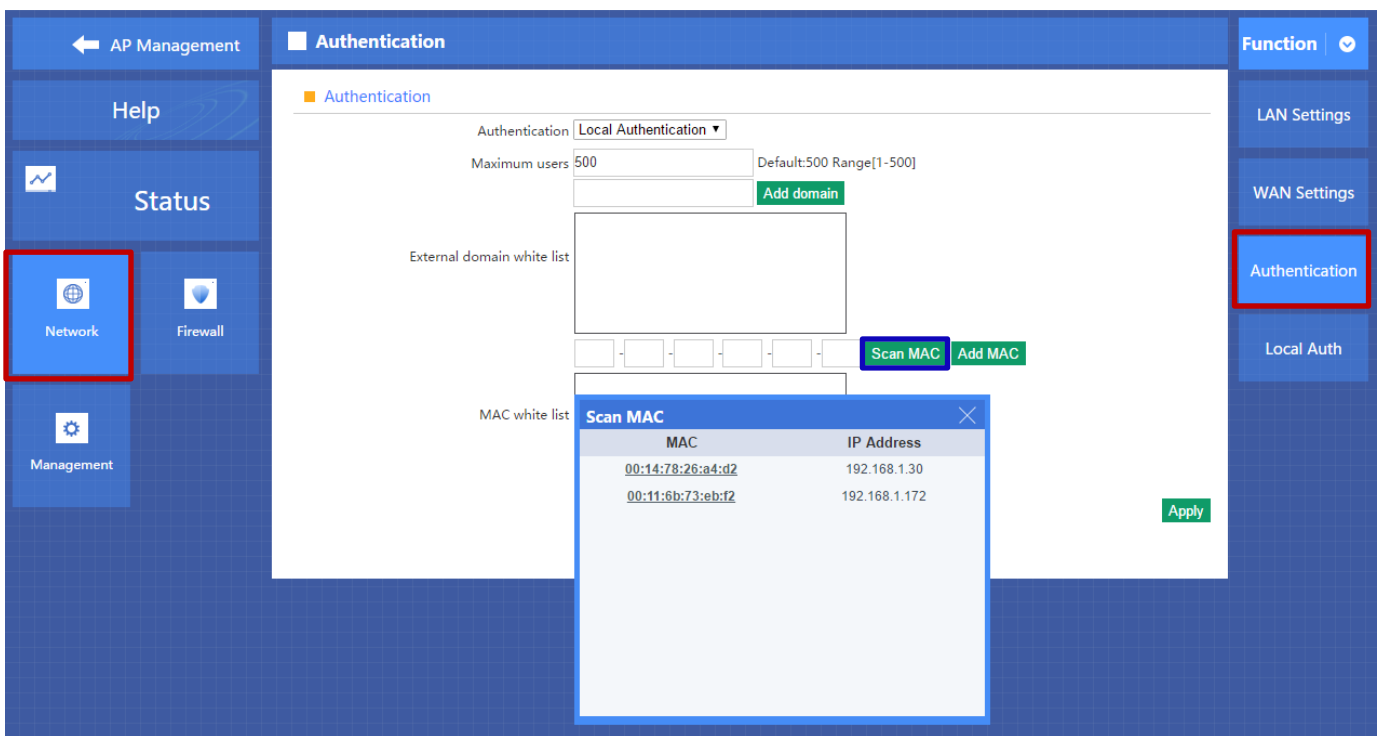 AP Management
Authentication
Function
Help
Status
Network
Firewall
Management
Authentication
Authentication Local Authentication ▼
Maximum users 500 Default:500 Range[1-500]
Add domain
External domain white list
- - - - - Scan MAC Add MAC
MAC white list
Scan MAC
MAC IP Address
00:14:78:26:a4:d2 192.168.1.30
00:11:6b:73:eb:f2 192.168.1.172
Apply
LAN Settings
WAN Settings
Authentication
Local Auth